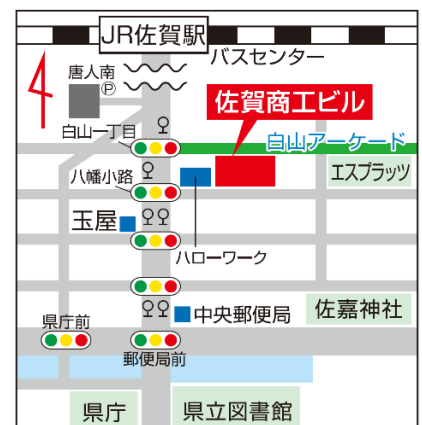 JR佐賀駅
バスセンター
唐人南
Ⓟ
佐賀商工ビル
白山一丁目
白山アーケード
八幡小路
エスプラッツ
玉屋
ハローワーク
中央郵便局
佐嘉神社
県庁前
郵便局前
県庁
県立図書館